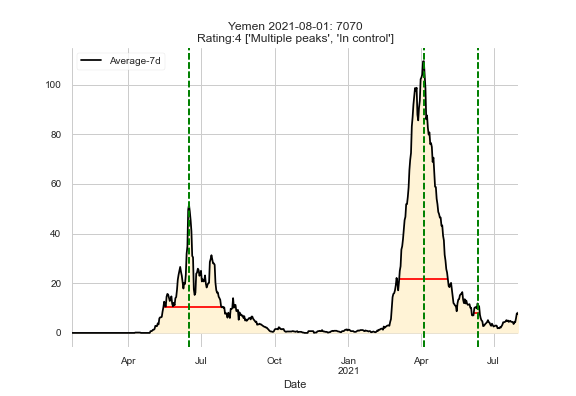 Yemen 2021-08-01: 7070
Rating:4 ['Multiple peaks', 'In control']
Average-7d
100
80
60
40
20
0
Apr
Jul
Oct
Jan
2021
Apr
Jul
Date